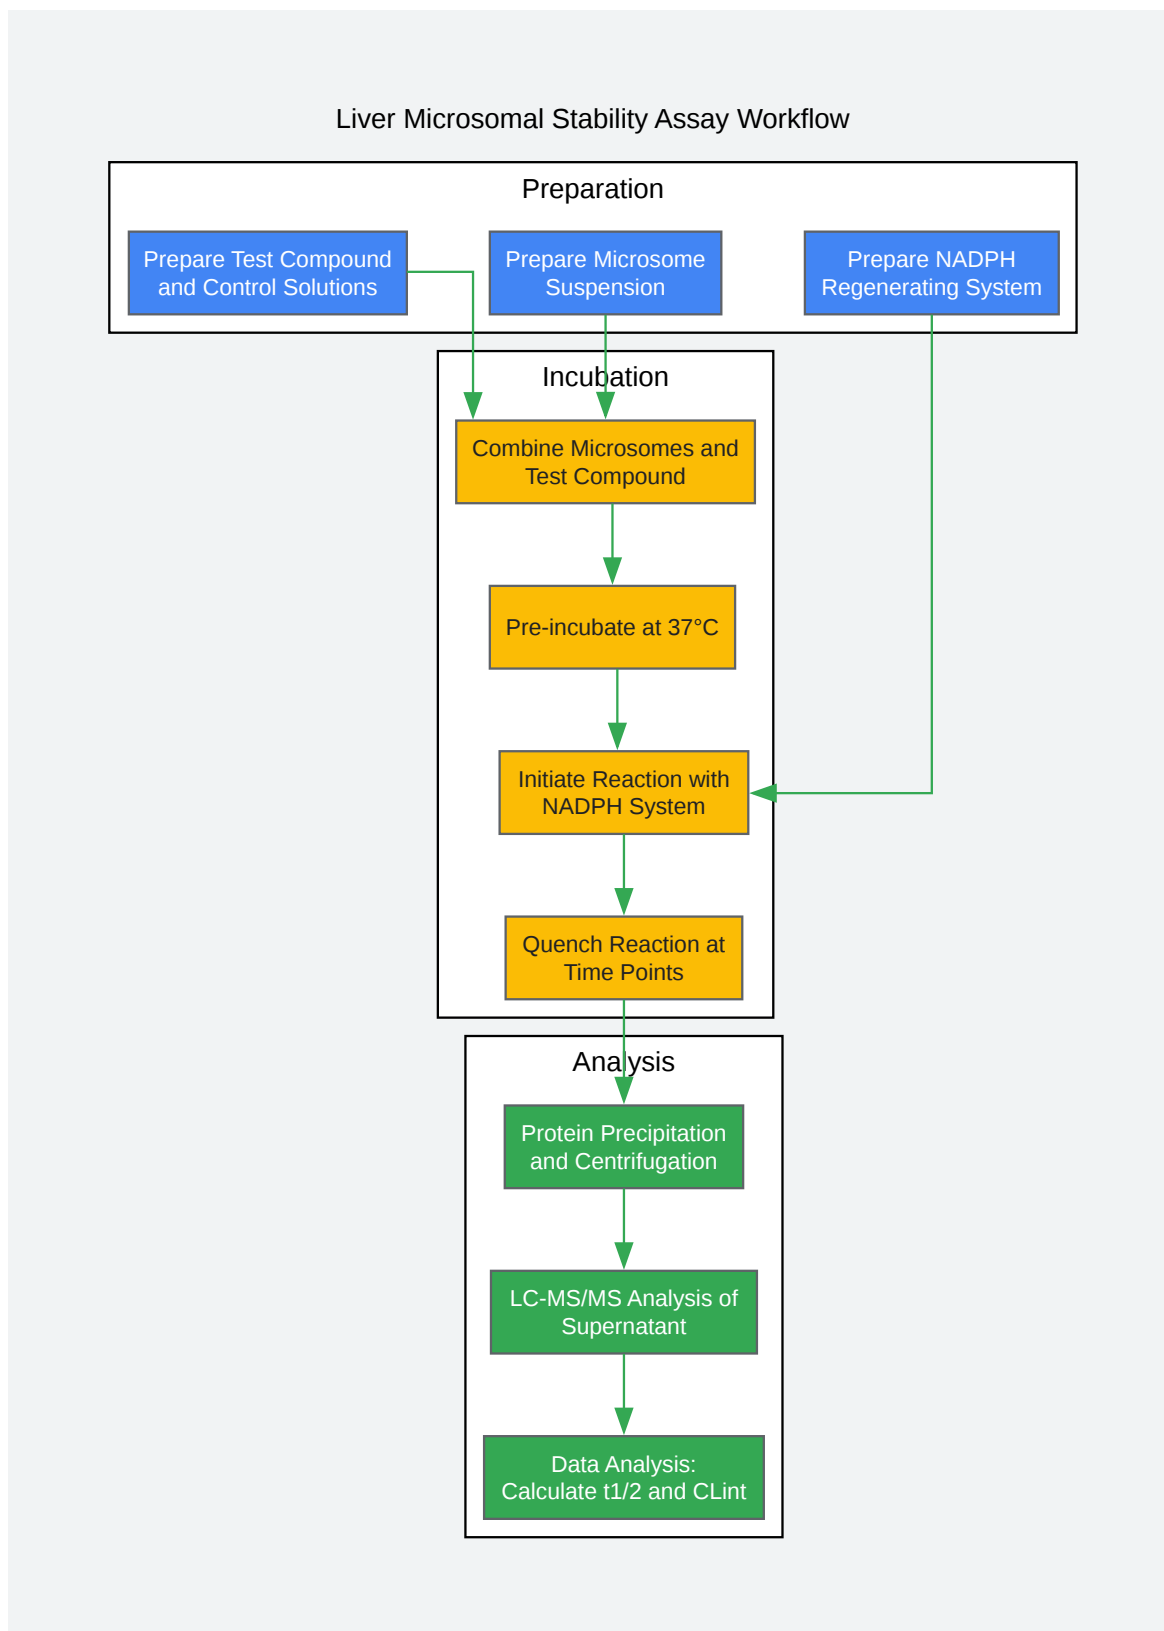 Liver Microsomal Stability Assay Workflow
Preparation
Prepare Test Compound
and Control Solutions
Prepare Microsome
Suspension
Prepare NADPH
Regenerating System
Incubation
Combine Microsomes and
Test Compound
Pre-incubate at 37°C
Initiate Reaction with
NADPH System
Quench Reaction at
Time Points
Analysis
Protein Precipitation
and Centrifugation
LC-MS/MS Analysis of
Supernatant
Data Analysis:
Calculate t1/2 and CLint